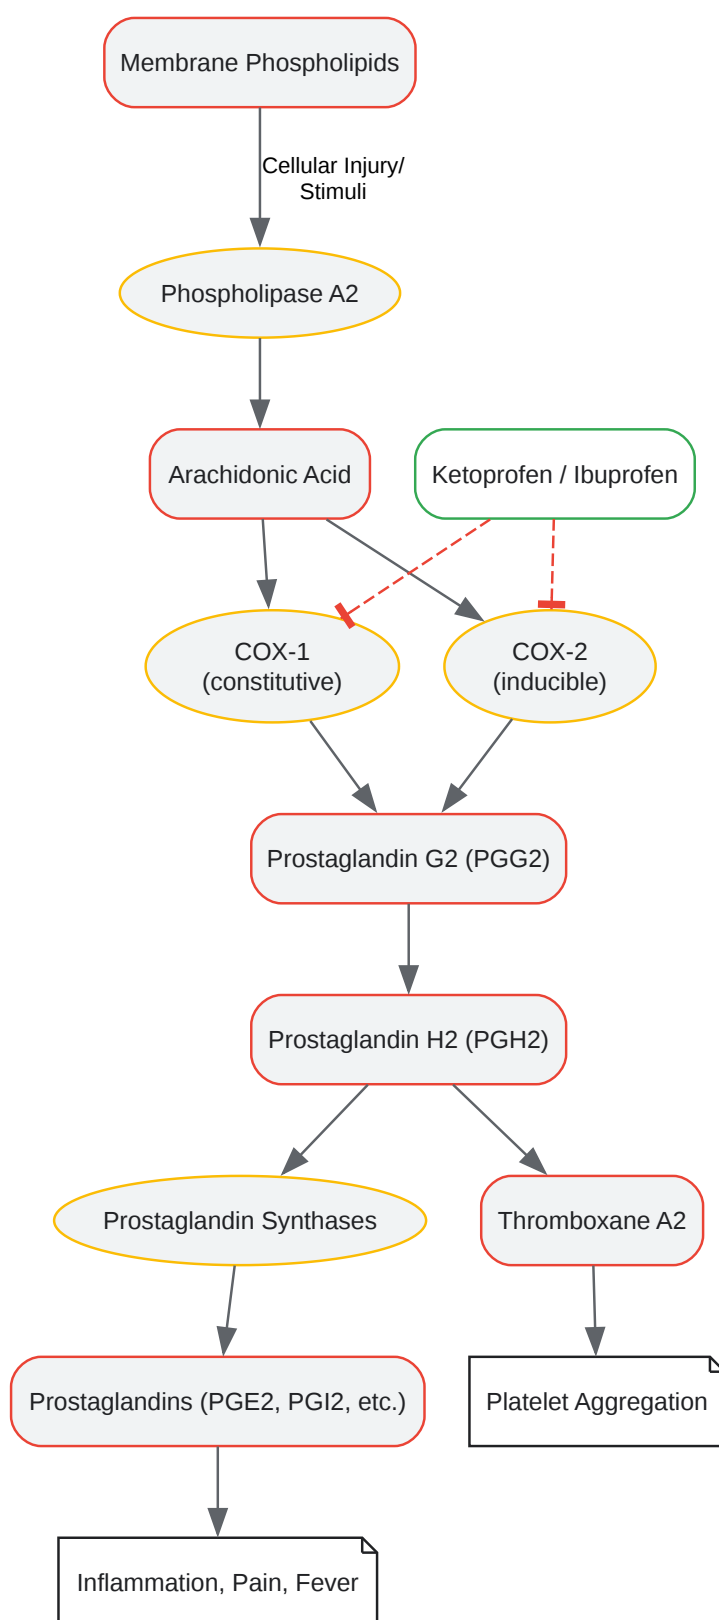 Membrane Phospholipids
Cellular Injury/
Stimuli
Phospholipase A2
Arachidonic Acid
Ketoprofen / Ibuprofen
COX-1
(constitutive)
COX-2
(inducible)
Prostaglandin G2 (PGG2)
Prostaglandin H2 (PGH2)
Prostaglandin Synthases
Thromboxane A2
Prostaglandins (PGE2, PGI2, etc.)
Platelet Aggregation
Inflammation, Pain, Fever